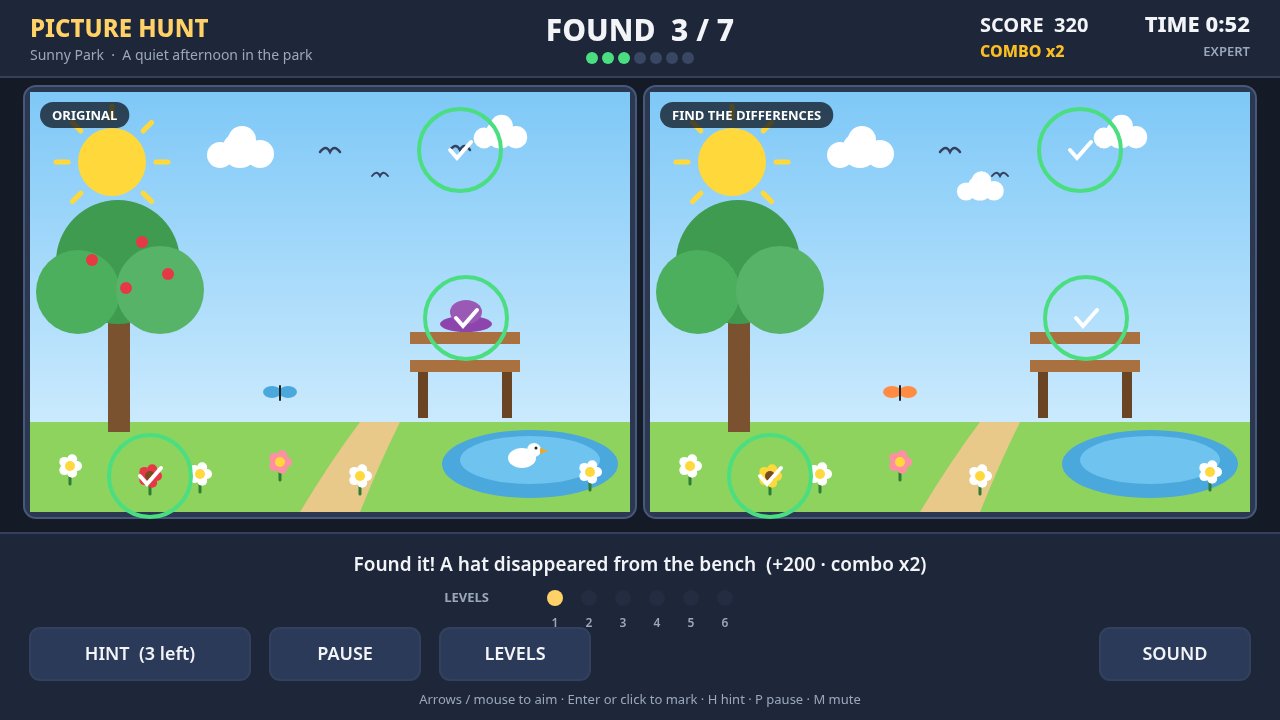 PICTURE HUNT
Sunny Park · A quiet afternoon in the park
FOUND 3 / 7
SCORE 320
COMBO x2
TIME 0:52
EXPERT
ORIGINAL
FIND THE DIFFERENCES
Found it! A hat disappeared from the bench (+200 · combo x2)
LEVELS
1 2 3 4 5 6
HINT (3 left)
PAUSE
LEVELS
SOUND
Arrows / mouse to aim · Enter or click to mark · H hint · P pause · M mute